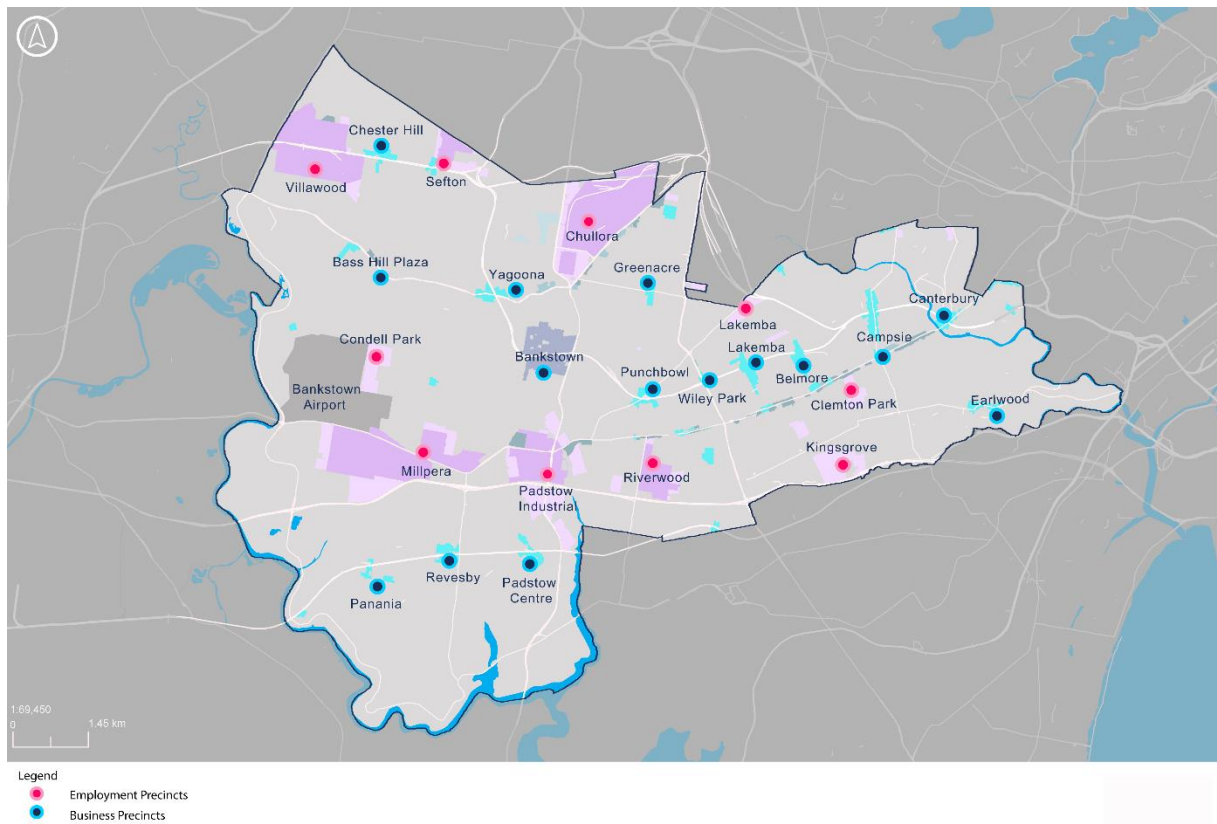 Chester Hill
Villawood
Sefton
Chullora
Bass Hill Plaza
Yagoona
Greenacre
Canterbury
Lakemba
Condell Park
Bankstown
Lakemba
Campsie
Punchbowl
Belmore
Wiley Park
Clemton Park
Bankstown
Airport
Earlwood
Kingsgrove
Millpera
Riverwood
Padstow
Industrial
Revesby
Padstow
Centre
Panania
1:69,450
0 1.45 km
Legend
Employment Precincts
Business Precincts